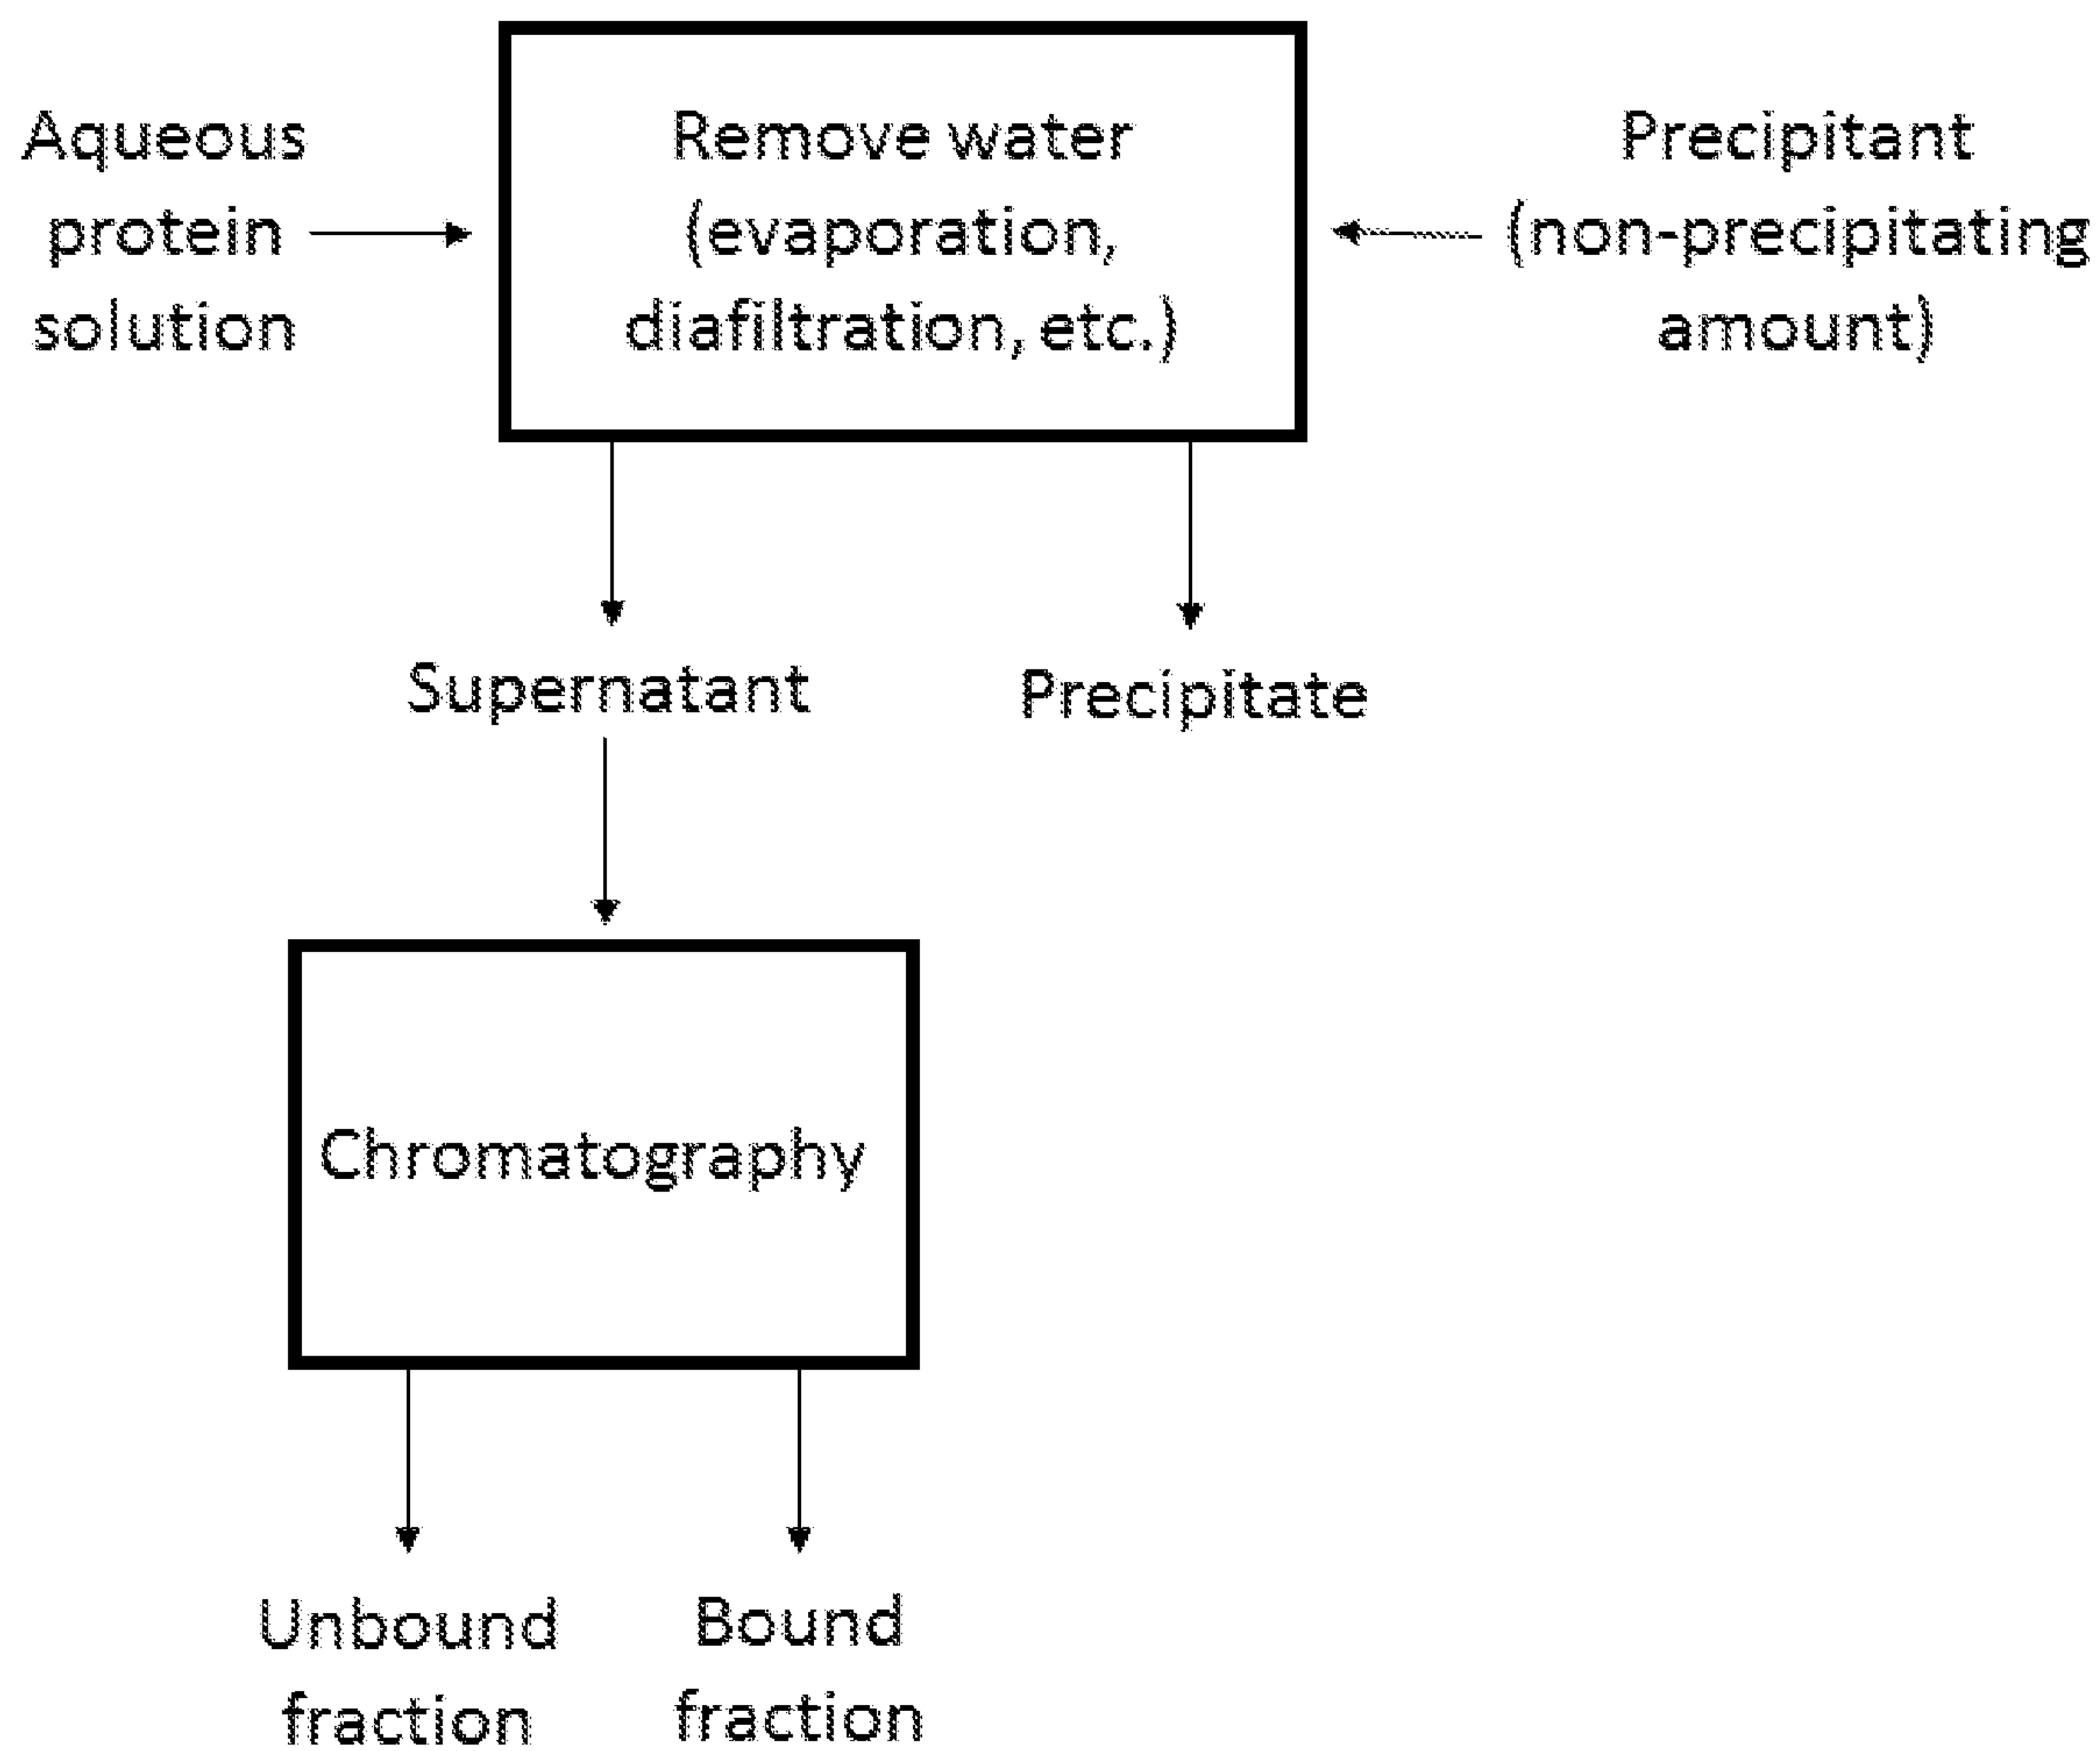 Aqueous
protein
solution
Remove water
(evaporation,
diafiltration, etc.)
Precipitant
(non-precipitating
amount)
Supernatant
Precipitate
Chromatography
Unbound
fraction
Bound
fraction